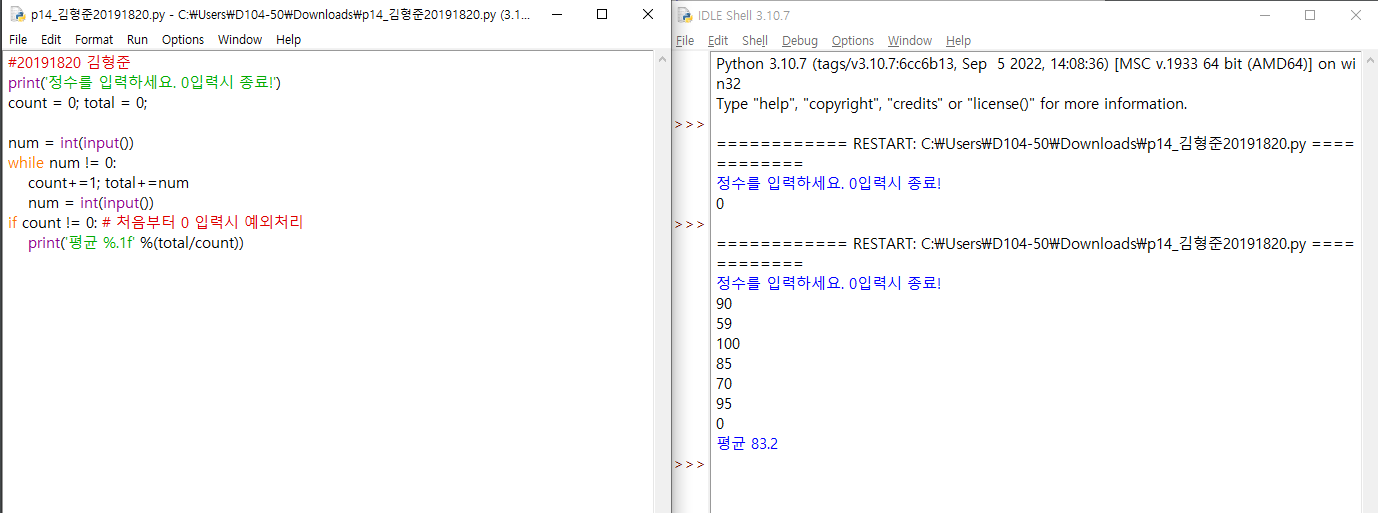 p14_김형준20191820.py - C:₩Users₩D104-50₩Downloads₩p14_김형준20191820.py (3.1...
File Edit Format Run Options Window Help
#20191820 김형준
print('정수를 입력하세요. 0입력시 종료!')
count = 0; total = 0;
num = int(input())
while num != 0:
count+=1; total+=num
num = int(input())
if count != 0: # 처음부터 0 입력시 예외처리
print('평균 %.1f' %(total/count))
IDLE Shell 3.10.7
File Edit Shell Debug Options Window Help
Python 3.10.7 (tags/v3.10.7:6cc6b13, Sep 5 2022, 14:08:36) [MSC v.1933 64 bit (AMD64)] on wi
n32
Type "help", "copyright", "credits" or "license()" for more information.
>>>
============ RESTART: C:₩Users₩D104-50₩Downloads₩p14_김형준20191820.py ====
============
정수를 입력하세요. 0입력시 종료!
0
>>>
============ RESTART: C:₩Users₩D104-50₩Downloads₩p14_김형준20191820.py ====
============
정수를 입력하세요. 0입력시 종료!
90
59
100
85
70
95
0
평균 83.2
>>>